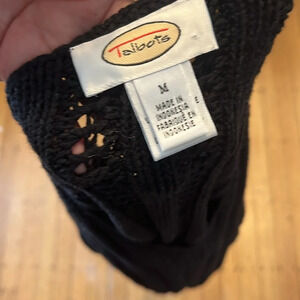 Talbots
M
MADE IN
INDONESIA
FABRIQUÉ EN
INDONÉSIE